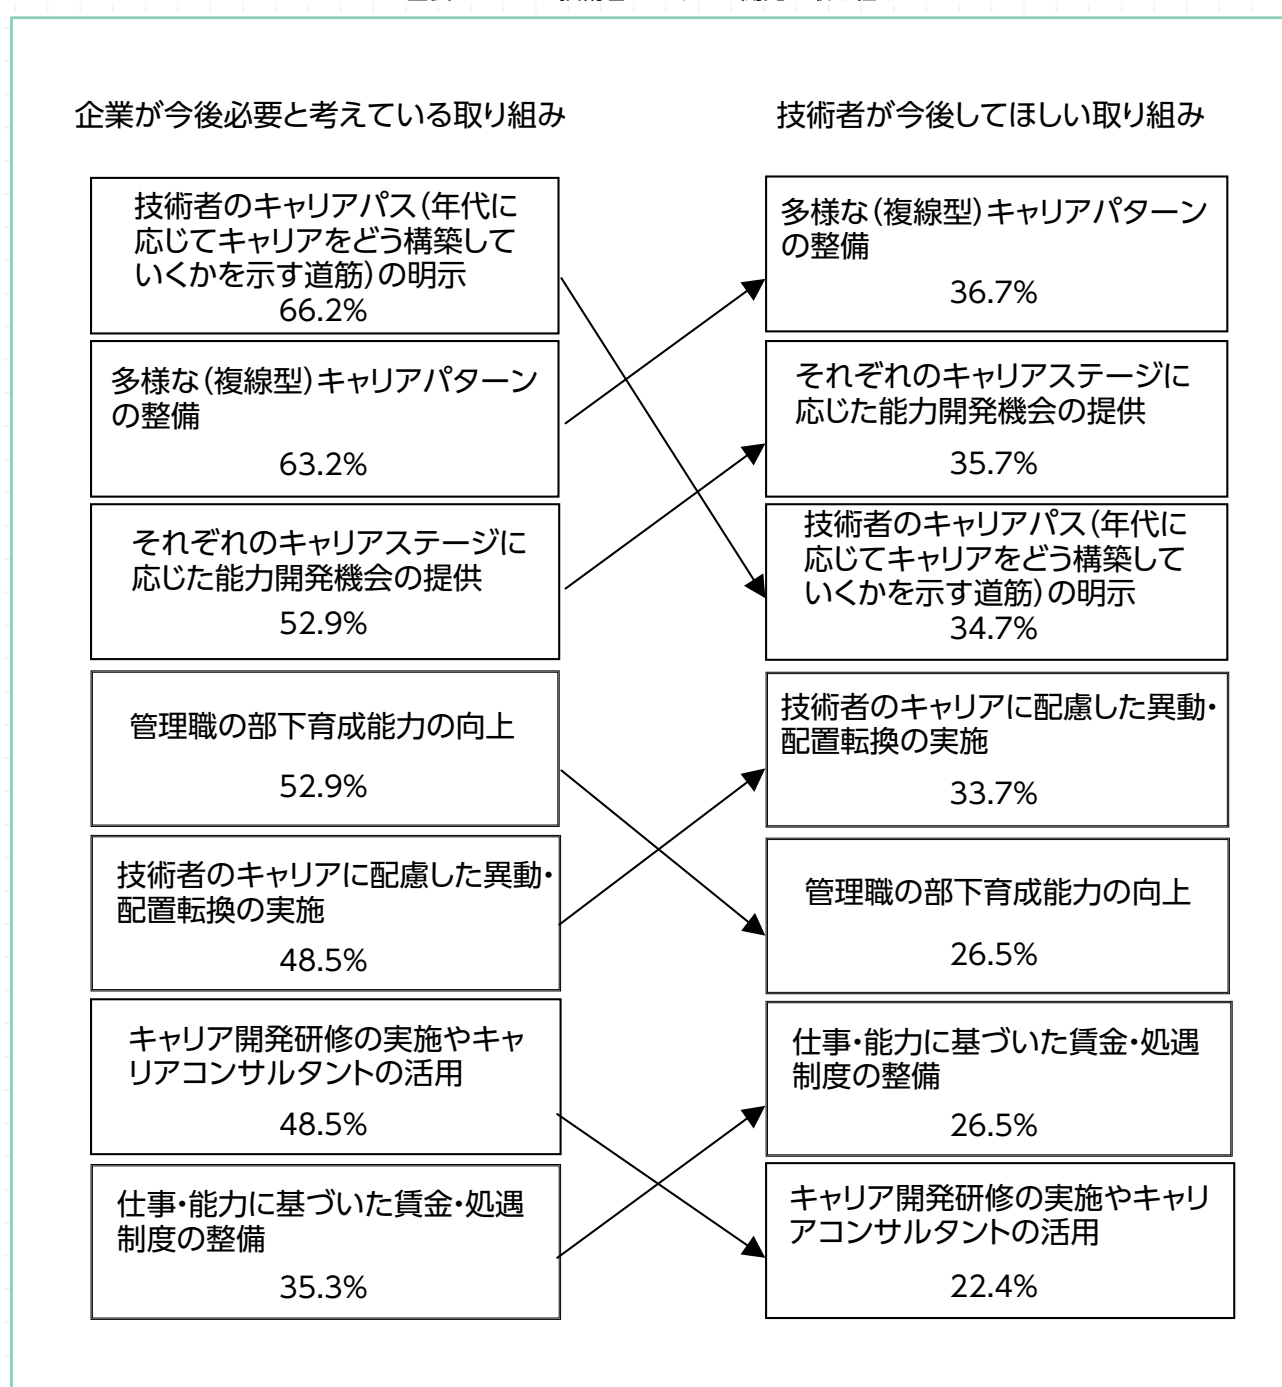 企業が今後必要と考えている取り組み
技術者のキャリアパス(年代に
応じてキャリアをどう構築して
いくかを示す道筋)の明示
66.2%
多様な(複線型)キャリアパターン
の整備
63.2%
それぞれのキャリアステージに
応じた能力開発機会の提供
52.9%
管理職の部下育成能力の向上
52.9%
技術者のキャリアに配慮した異動・
配置転換の実施
48.5%
キャリア開発研修の実施やキャ
リアコンサルタントの活用
48.5%
仕事・能力に基づいた賃金・処遇
制度の整備
35.3%
技術者が今後してほしい取り組み
多様な(複線型)キャリアパターン
の整備
36.7%
それぞれのキャリアステージに
応じた能力開発機会の提供
35.7%
技術者のキャリアパス(年代に
応じてキャリアをどう構築して
いくかを示す道筋)の明示
34.7%
技術者のキャリアに配慮した異動・
配置転換の実施
33.7%
管理職の部下育成能力の向上
26.5%
仕事・能力に基づいた賃金・処遇
制度の整備
26.5%
キャリア開発研修の実施やキャリ
アコンサルタントの活用
22.4%